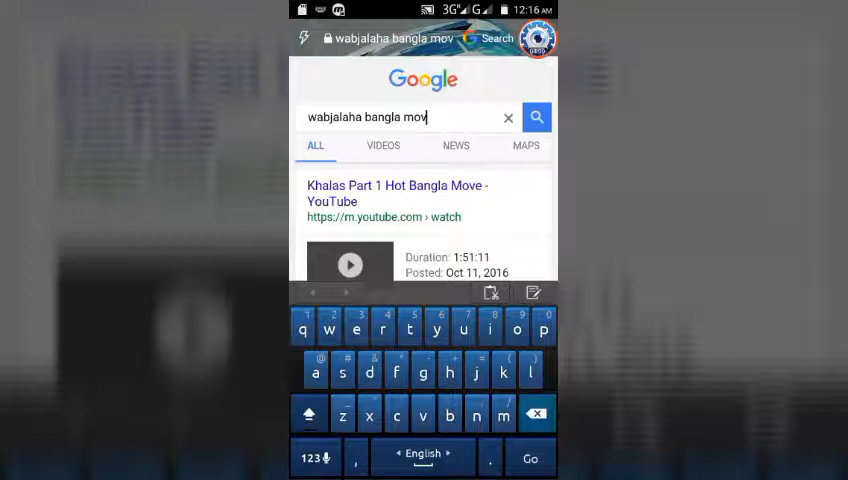 3G G 12:16 AM
wabjalaha bangla mov G Search
Google
wabjalaha bangla mov
ALL VIDEOS NEWS MAPS
Khalas Part 1 Hot Bangla Move -
YouTube
https://m.youtube.com › watch
Duration: 1:51:11
Posted: Oct 11, 2016
1 2 3 4 5 6 7 8 9 0
q w e r t y u i o p
@ # & * - + = ( )
a s d f g h j k l
z x c v b n m
123 , English . Go